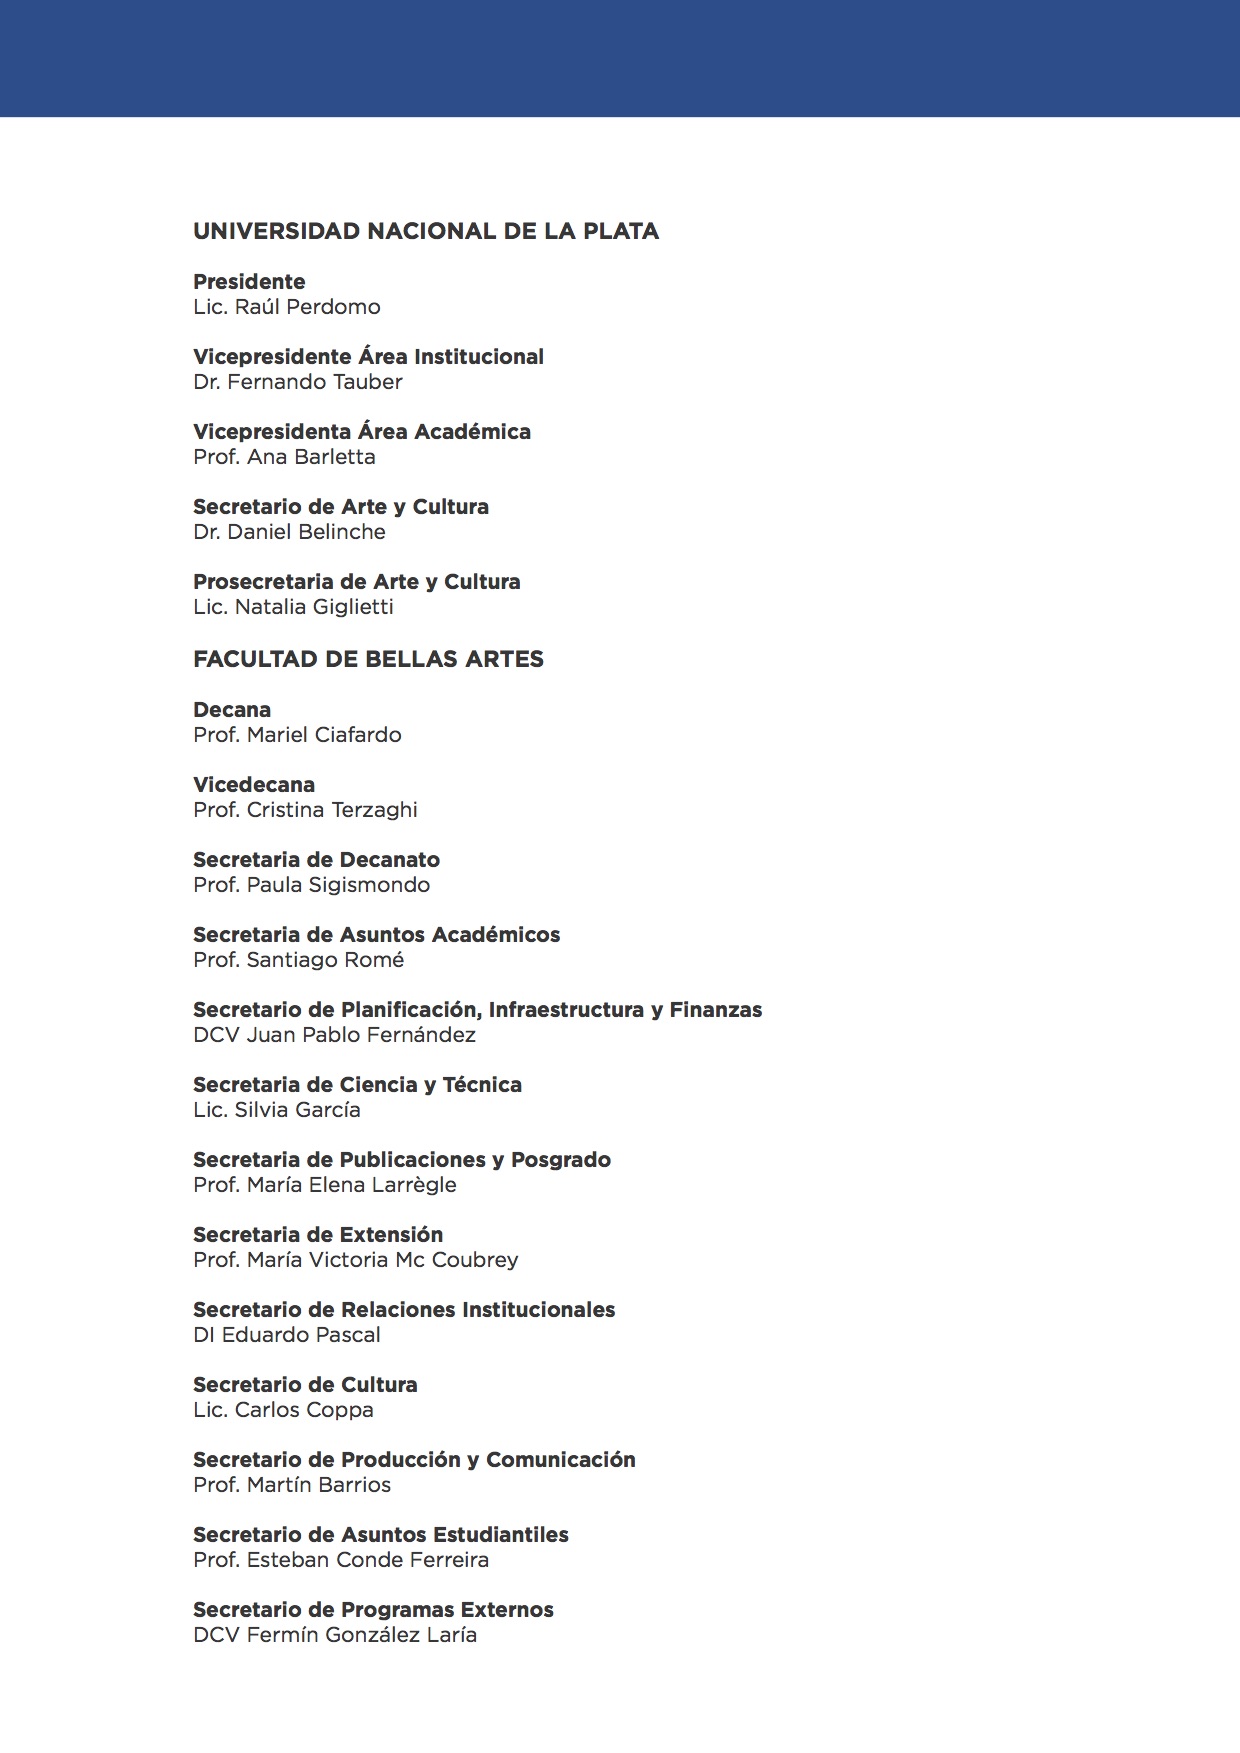 UNIVERSIDAD NACIONAL DE LA PLATA
Presidente
Lic. Raúl Perdomo
Vicepresidente Área Institucional
Dr. Fernando Tauber
Vicepresidenta Área Académica
Prof. Ana Barletta
Secretario de Arte y Cultura
Dr. Daniel Belinche
Prosecretaria de Arte y Cultura
Lic. Natalia Giglietti
FACULTAD DE BELLAS ARTES
Decana
Prof. Mariel Ciafardo
Vicedecana
Prof. Cristina Terzaghi
Secretaria de Decanato
Prof. Paula Sigismondo
Secretaria de Asuntos Académicos
Prof. Santiago Romé
Secretario de Planificación, Infraestructura y Finanzas
DCV Juan Pablo Fernández
Secretaria de Ciencia y Técnica
Lic. Silvia García
Secretaria de Publicaciones y Posgrado
Prof. María Elena Larrègle
Secretaria de Extensión
Prof. María Victoria Mc Coubrey
Secretario de Relaciones Institucionales
DI Eduardo Pascal
Secretario de Cultura
Lic. Carlos Coppa
Secretario de Producción y Comunicación
Prof. Martín Barrios
Secretario de Asuntos Estudiantiles
Prof. Esteban Conde Ferreira
Secretario de Programas Externos
DCV Fermín González Laría